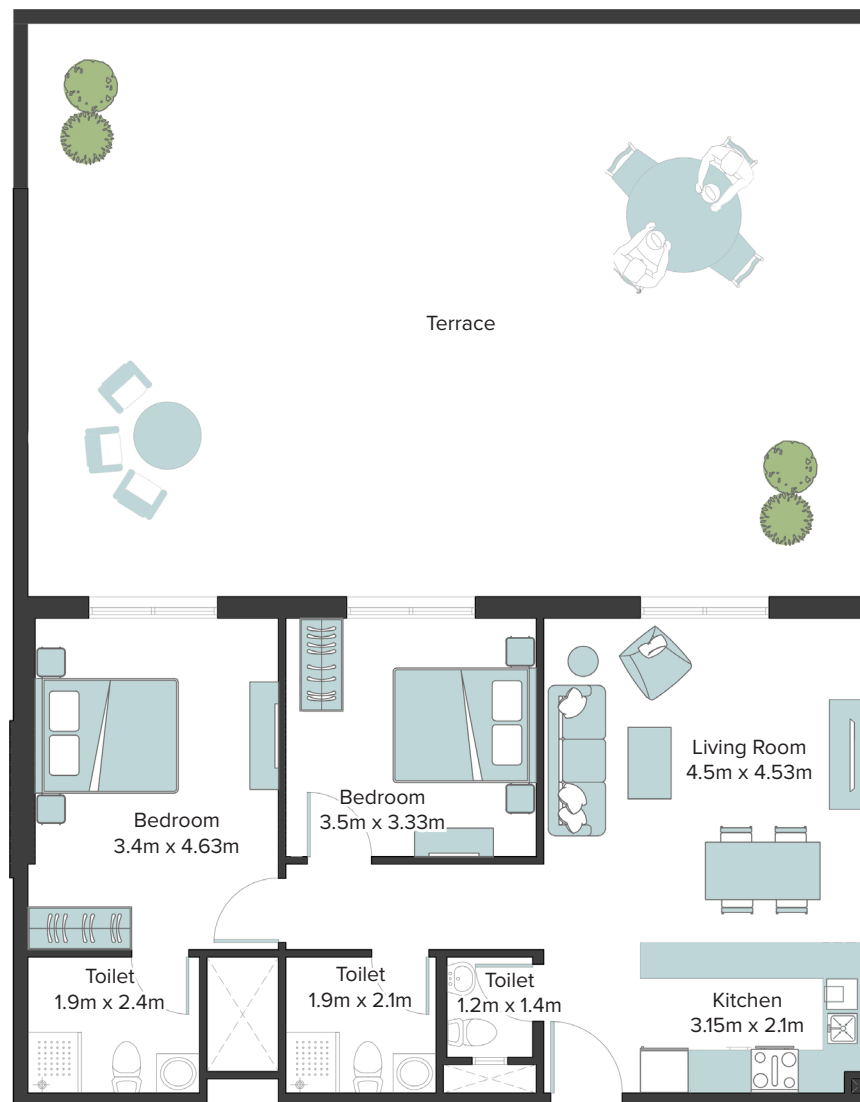 Terrace
Living Room
4.5m x 4.53m
Bedroom
3.5m x 3.33m
Bedroom
3.4m x 4.63m
Toilet
1.9m x 2.4m
Toilet
1.9m x 2.1m
Toilet
1.2m x 1.4m
Kitchen
3.15m x 2.1m